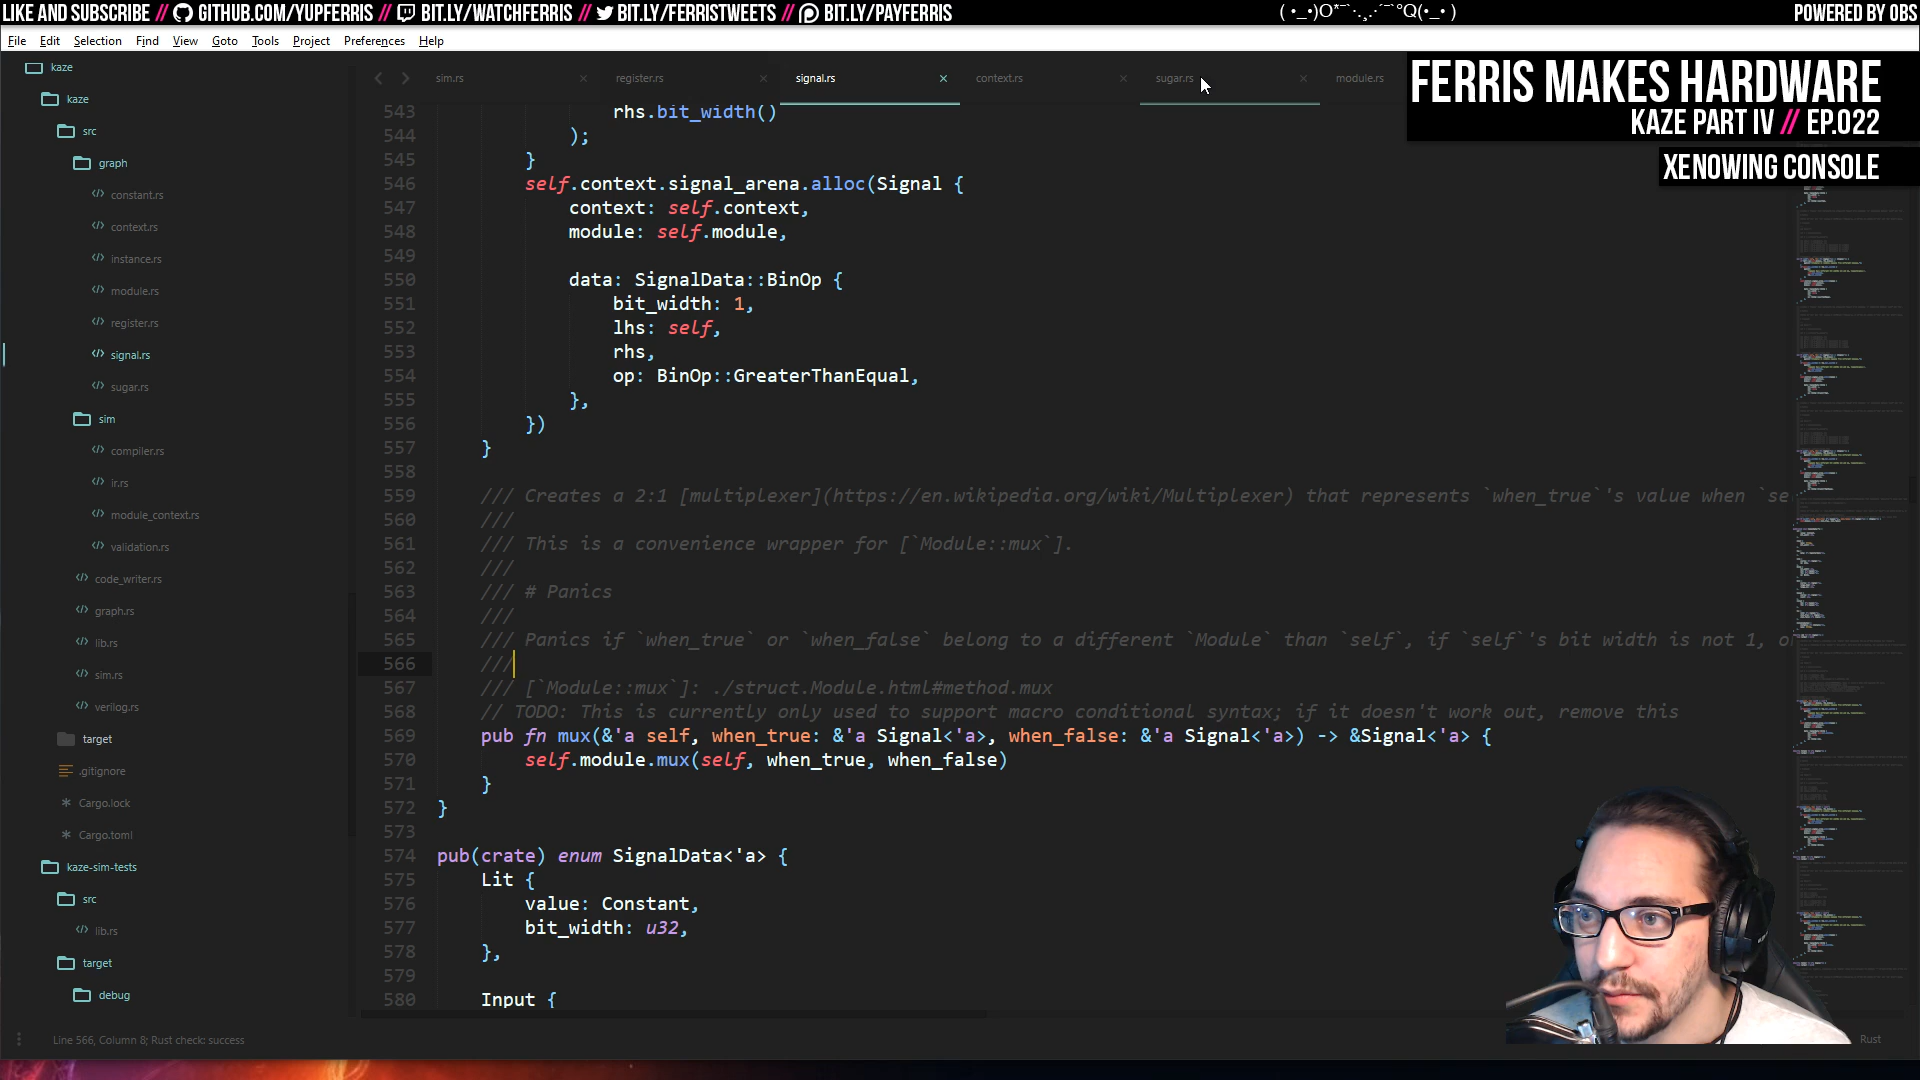 LIKE AND SUBSCRIBE // GITHUB.COM/YUPFERRIS // BIT.LY/WATCHFERRIS // BIT.LY/FERRISTWEETS // BIT.LY/PAYFERRIS
POWERED BY OBS
File Edit Selection Find View Goto Tools Project Preferences Help
FERRIS MAKES HARDWARE
KAZE PART IV // EP.022
XENOWING CONSOLE
kaze
kaze
src
graph
constant.rs
context.rs
instance.rs
module.rs
register.rs
signal.rs
sugar.rs
sim
compiler.rs
ir.rs
module_context.rs
validation.rs
code_writer.rs
graph.rs
lib.rs
sim.rs
verilog.rs
target
.gitignore
Cargo.lock
Cargo.toml
kaze-sim-tests
src
lib.rs
target
debug
sim.rs register.rs signal.rs context.rs sugar.rs module.rs
543 rhs.bit_width()
544 );
545 }
546 self.context.signal_arena.alloc(Signal {
547 context: self.context,
548 module: self.module,
549
550 data: SignalData::BinOp {
551 bit_width: 1,
552 lhs: self,
553 rhs,
554 op: BinOp::GreaterThanEqual,
555 },
556 })
557 }
558
559 /// Creates a 2:1 [multiplexer](https://en.wikipedia.org/wiki/Multiplexer) that represents `when_true`'s value when `se
560 ///
561 /// This is a convenience wrapper for [`Module::mux`].
562 ///
563 /// # Panics
564 ///
565 /// Panics if `when_true` or `when_false` belong to a different `Module` than `self`, if `self`'s bit width is not 1, o
566 ///
567 /// [`Module::mux`]: ./struct.Module.html#method.mux
568 // TODO: This is currently only used to support macro conditional syntax; if it doesn't work out, remove this
569 pub fn mux(&'a self, when_true: &'a Signal<'a>, when_false: &'a Signal<'a>) -> &Signal<'a> {
570 self.module.mux(self, when_true, when_false)
571 }
572 }
573
574 pub(crate) enum SignalData<'a> {
575 Lit {
576 value: Constant,
577 bit_width: u32,
578 },
579
580 Input {
Line 566, Column 8; Rust check: success
Rust